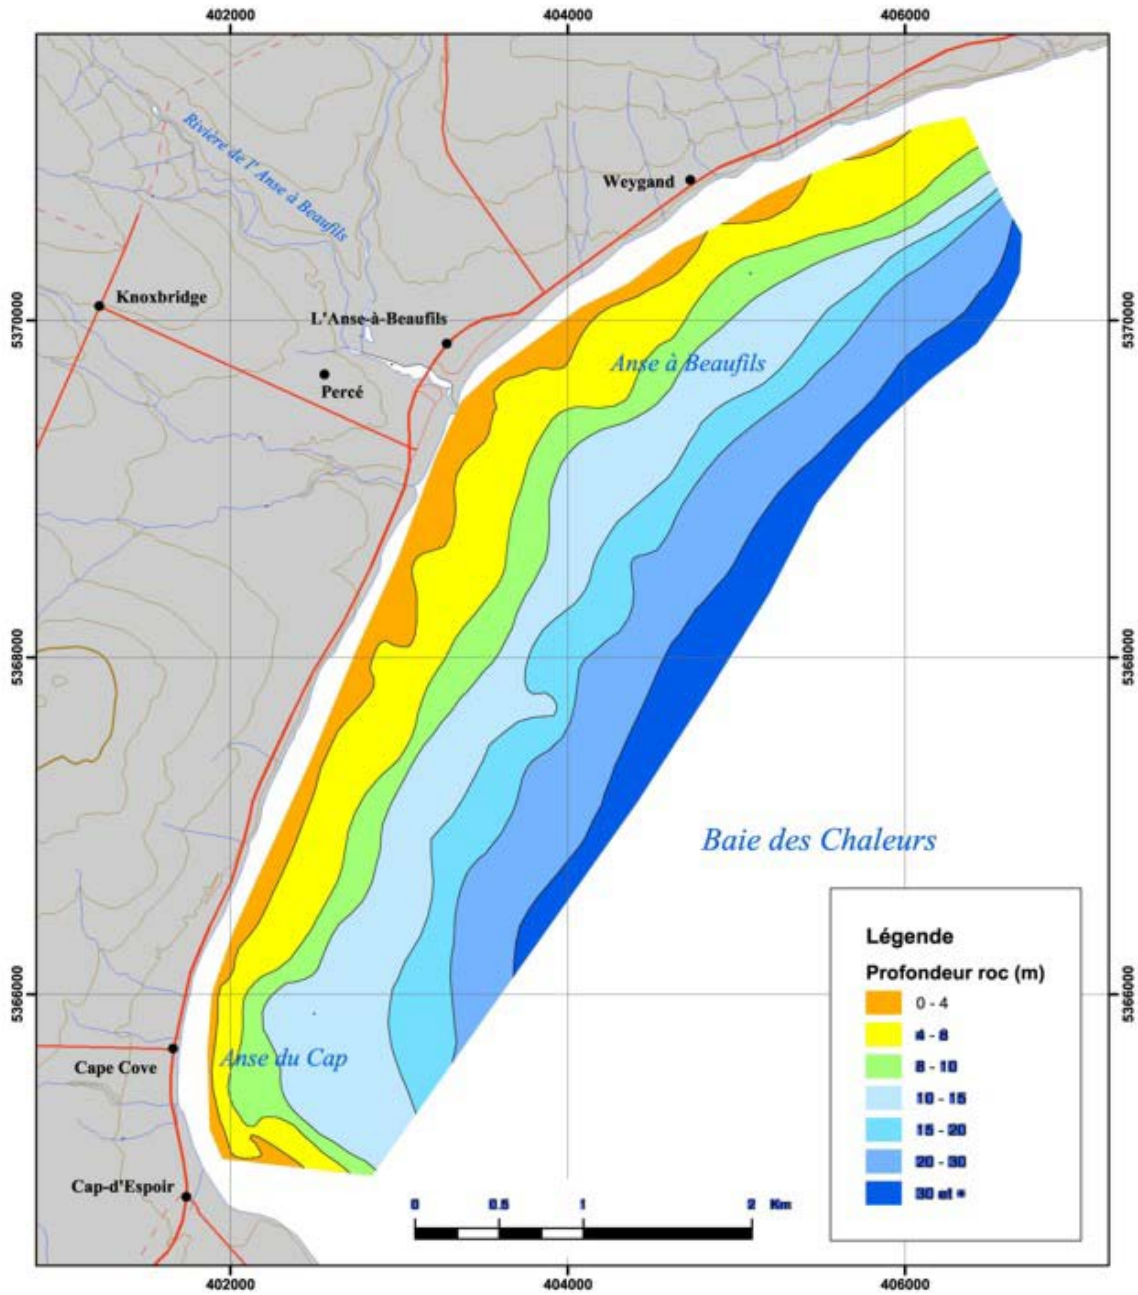 402000 404000 406000
Rivière de l' Anse à Beaufils
Weygand
Knoxbridge
5370000 5370000
L'Anse-à-Beaufils
Anse à Beaufils
Percé
5368000 5368000
Baie des Chaleurs
Légende
Profondeur roc (m)
0 - 4
4 - 8
8 - 10
10 - 15
15 - 20
20 - 30
30 et +
5366000 5366000
Cape Cove
Anse du Cap
Cap-d'Espoir
0 0.5 1 2 Km
402000 404000 406000